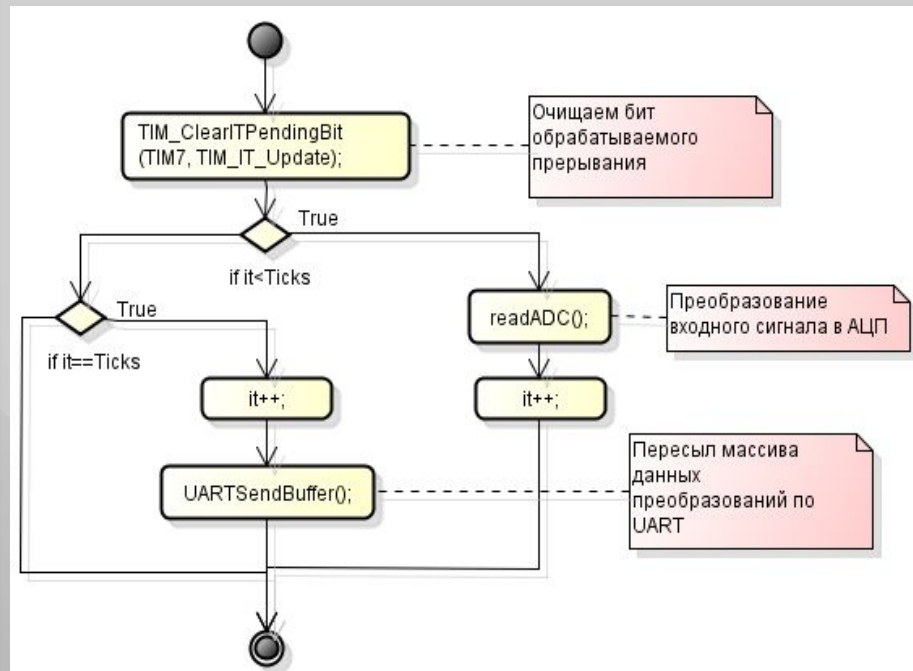 TIM_ClearITPendingBit
(TIM7, TIM_IT_Update);
Очищаем бит
обрабатываемого
прерывания
True
if it<Ticks
True
if it==Ticks
readADC();
Преобразование
входного сигнала в АЦП
it++;
it++;
UARTSendBuffer();
Пересыл массива
данных
преобразований по
UART